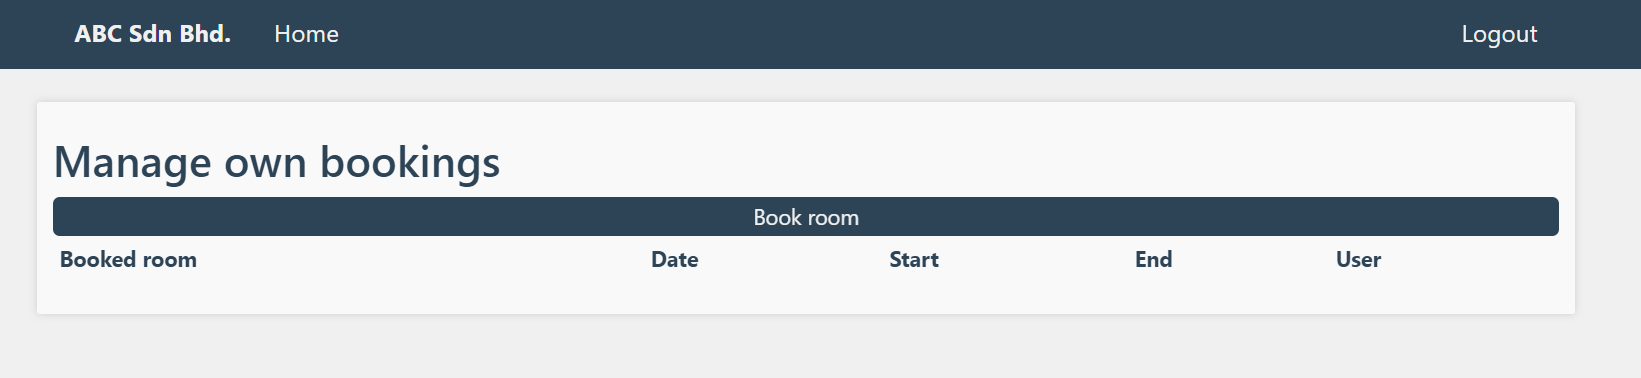 ABC Sdn Bhd. Home Logout
Manage own bookings
Book room
Booked room Date Start End User